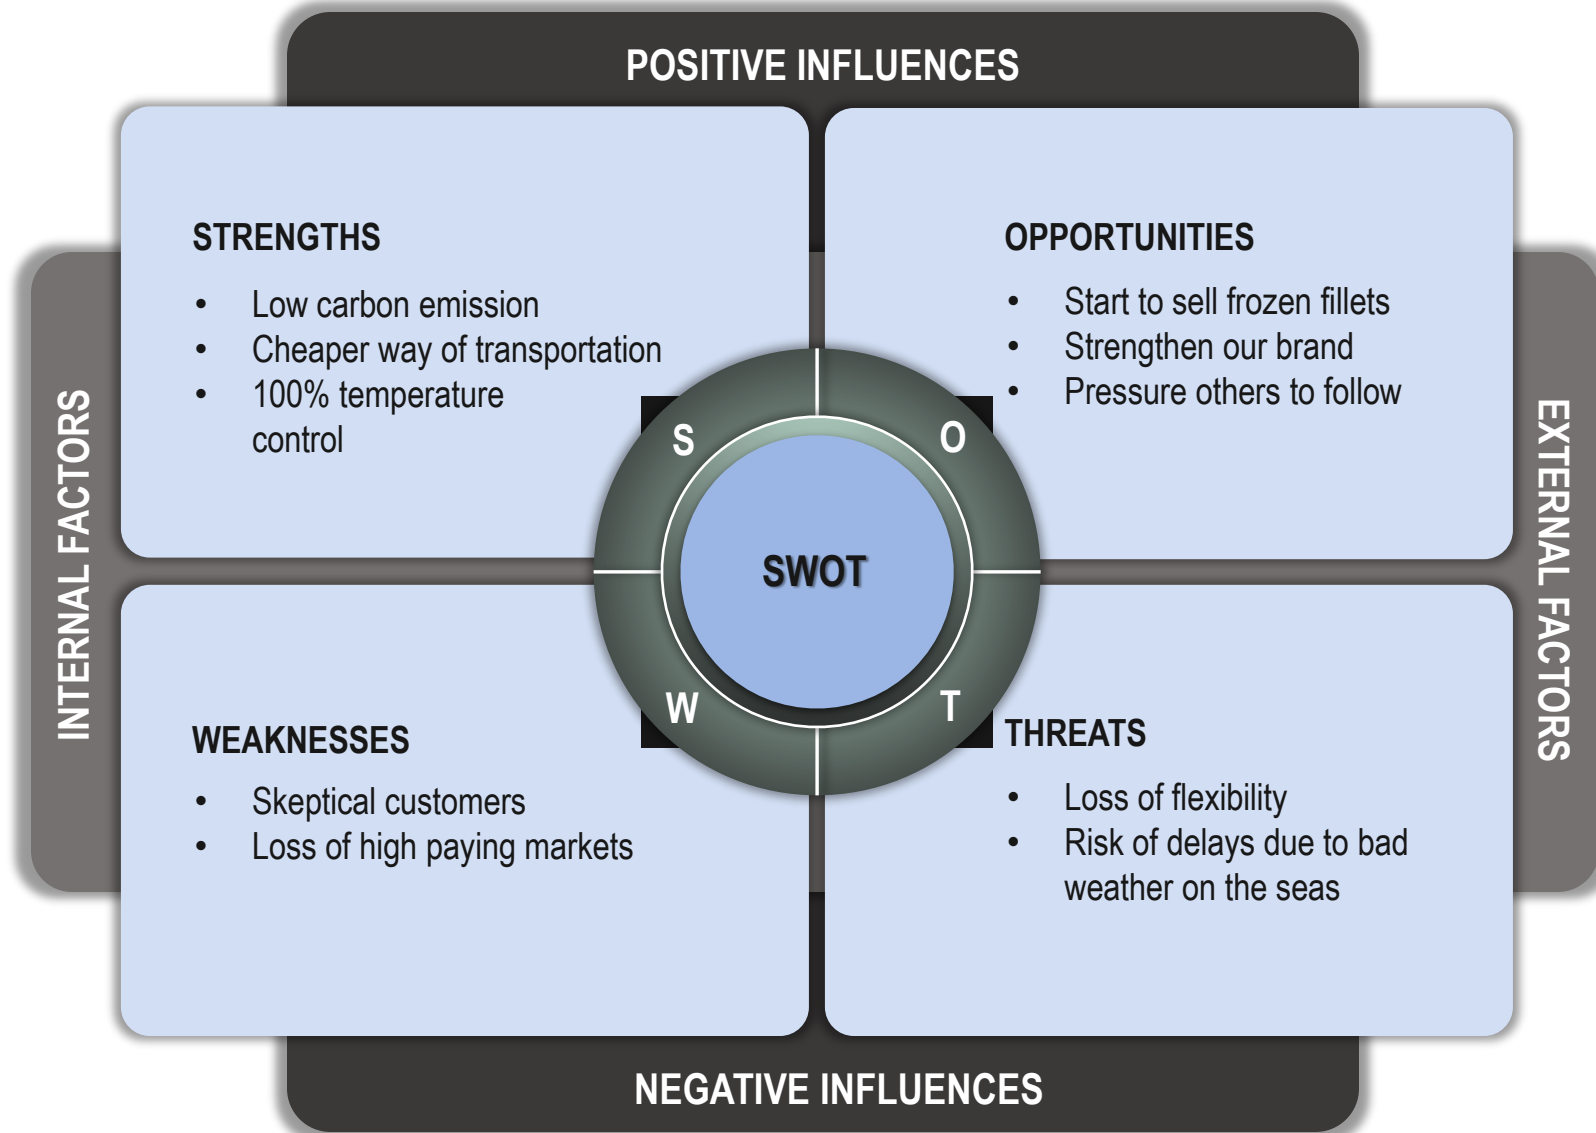 POSITIVE INFLUENCES
INTERNAL FACTORS
STRENGTHS
• Low carbon emission
• Cheaper way of transportation
• 100% temperature
control
OPPORTUNITIES
• Start to sell frozen fillets
• Strengthen our brand
• Pressure others to follow
EXTERNAL FACTORS
S
O
SWOT
W
T
WEAKNESSES
• Skeptical customers
• Loss of high paying markets
THREATS
• Loss of flexibility
• Risk of delays due to bad
weather on the seas
NEGATIVE INFLUENCES